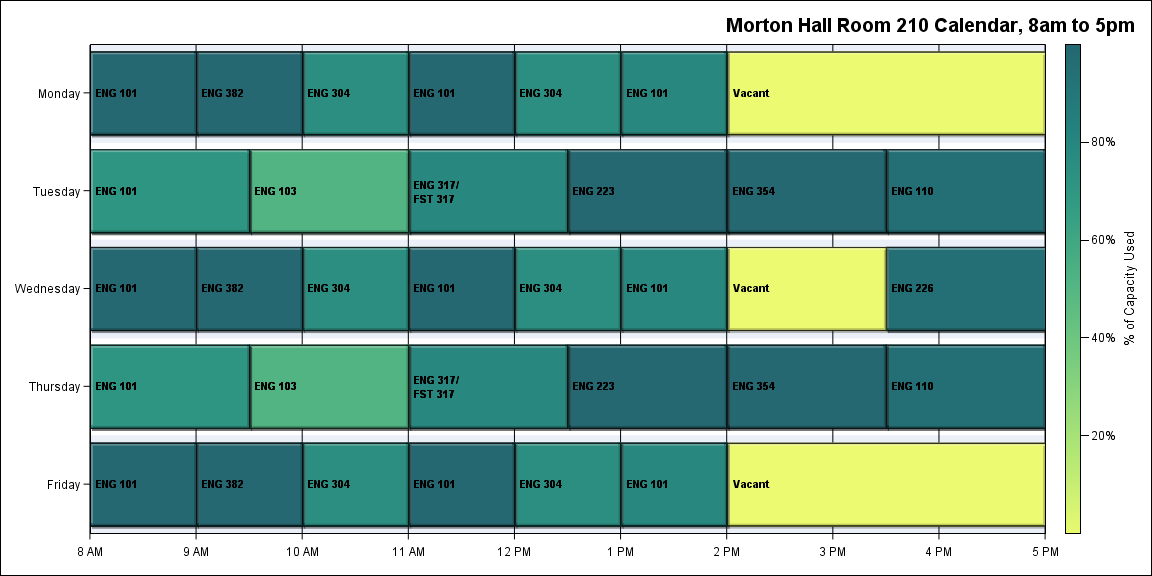 Morton Hall Room 210 Calendar, 8am to 5pm
Monday
ENG 101
ENG 382
ENG 304
ENG 101
ENG 304
ENG 101
Vacant
Tuesday
ENG 101
ENG 103
ENG 317/
FST 317
ENG 223
ENG 354
ENG 110
Wednesday
ENG 101
ENG 382
ENG 304
ENG 101
ENG 304
ENG 101
Vacant
ENG 226
Thursday
ENG 101
ENG 103
ENG 317/
FST 317
ENG 223
ENG 354
ENG 110
Friday
ENG 101
ENG 382
ENG 304
ENG 101
ENG 304
ENG 101
Vacant
8 AM
9 AM
10 AM
11 AM
12 PM
1 PM
2 PM
3 PM
4 PM
5 PM
80%
60%
40%
20%
% of Capacity Used